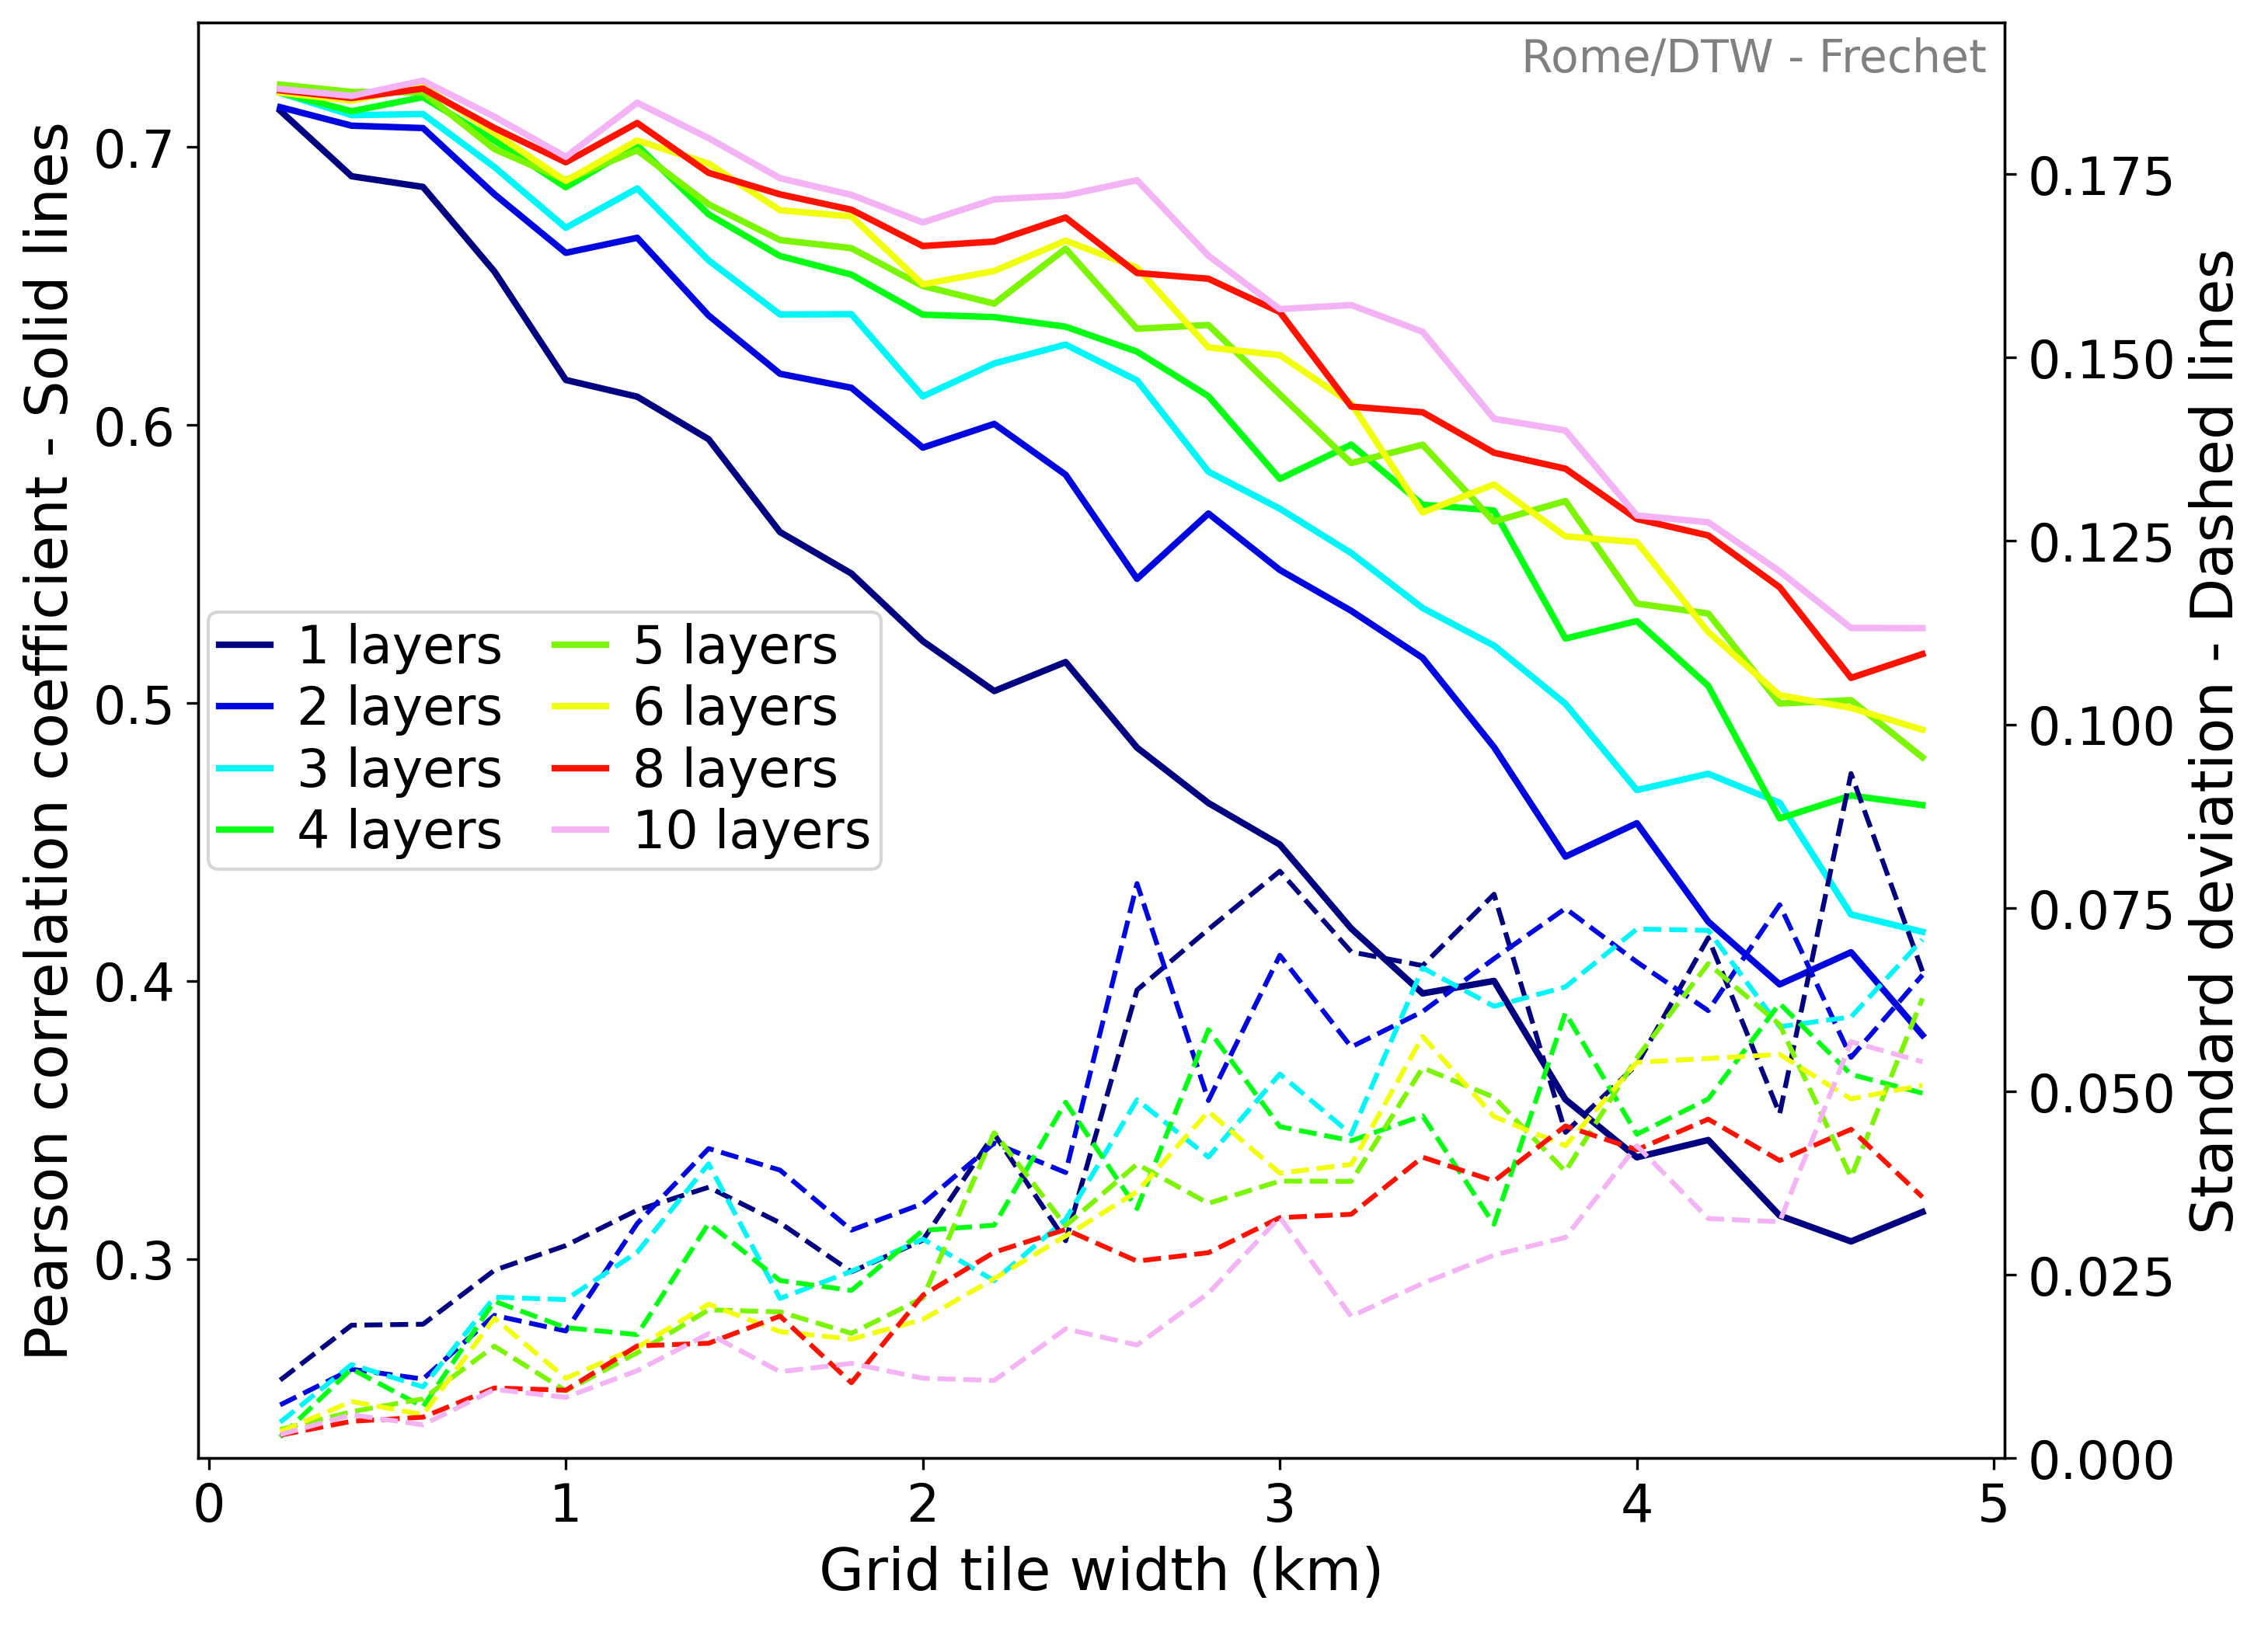 Rome/DTW - Frechet
Pearson correlation coefficient - Solid lines
0.7
0.6
0.5
0.4
0.3
1 layers
2 layers
3 layers
4 layers
5 layers
6 layers
8 layers
10 layers
0.175
0.150
0.125
0.100
0.075
0.050
0.025
0.000
Standard deviation - Dashed lines
0 1 2 3 4 5
Grid tile width (km)